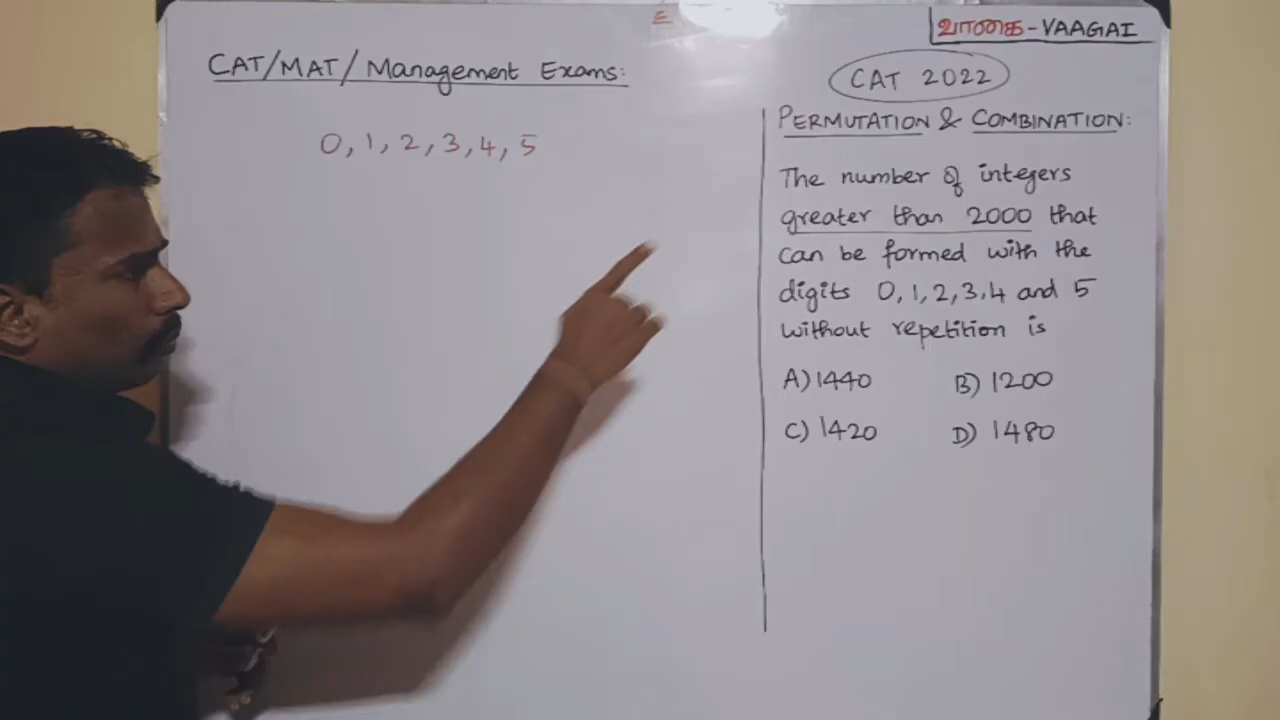 E
வாகை - VAAGAI
CAT/MAT/Management Exams:
CAT 2022
0, 1, 2, 3, 4, 5
PERMUTATION & COMBINATION:
The number of integers
greater than 2000 that
can be formed with the
digits 0, 1, 2, 3, 4 and 5
without repetition is
A) 1440 B) 1200
C) 1420 D) 1480